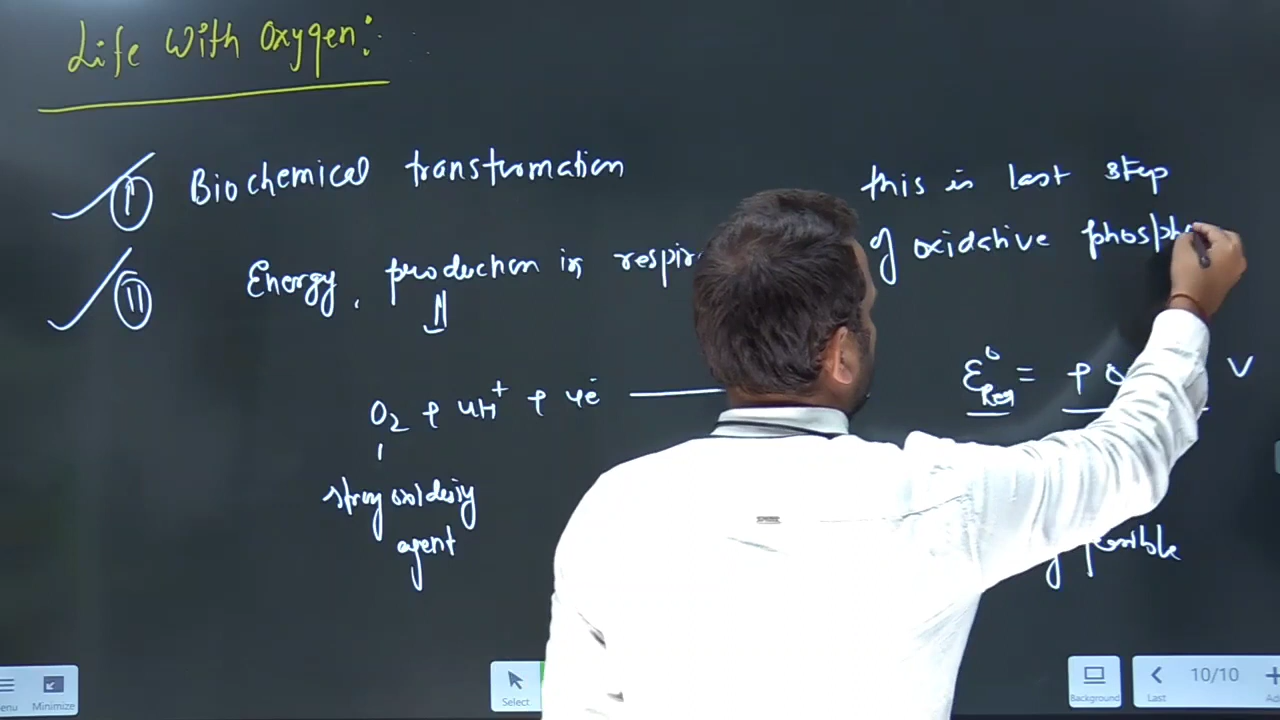 Life With Oxygen:
I Biochemical transformation
this is last step
II Energy production in respir
of oxidative phosph
O2 + 4H+ + 4e-
E°Red = + 0 V
strong oxidising
agent
Select
Minimize
Background
Last
10/10